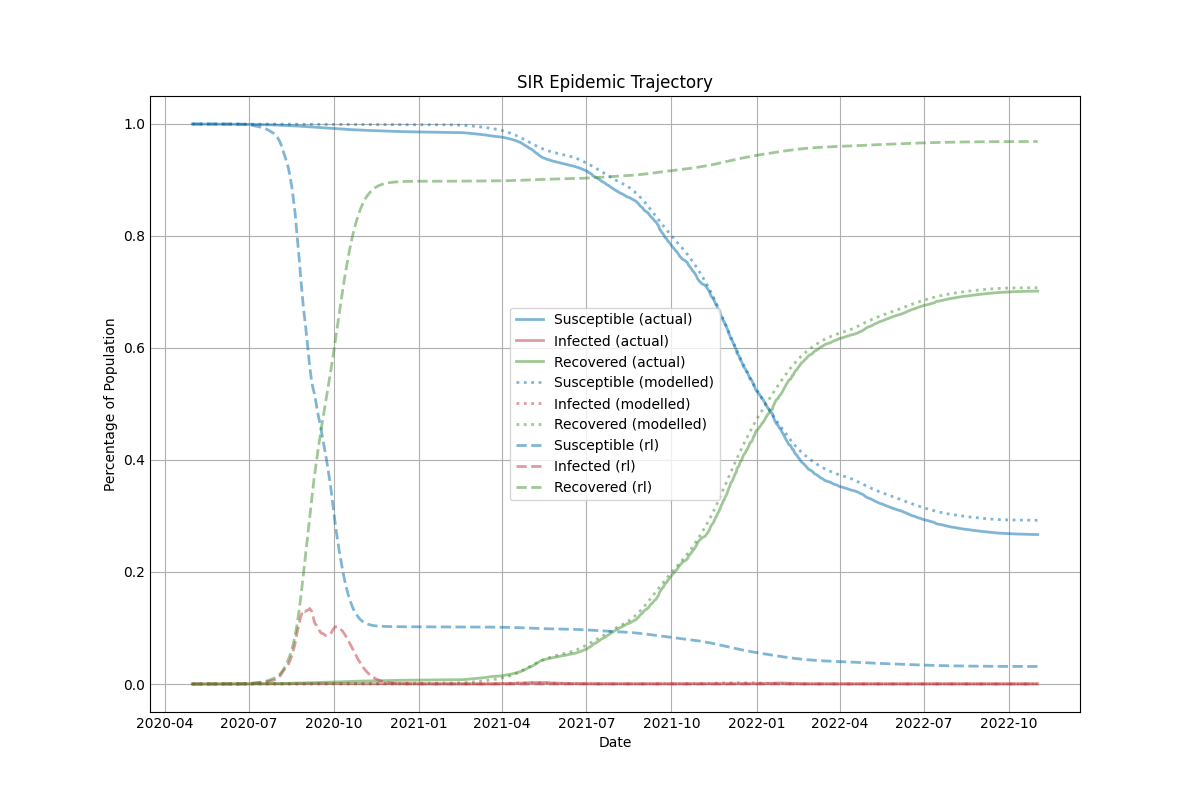 SIR Epidemic Trajectory
Percentage of Population
1.0
0.8
0.6
0.4
0.2
0.0
Susceptible (actual)
Infected (actual)
Recovered (actual)
Susceptible (modelled)
Infected (modelled)
Recovered (modelled)
Susceptible (rl)
Infected (rl)
Recovered (rl)
2020-04 2020-07 2020-10 2021-01 2021-04 2021-07 2021-10 2022-01 2022-04 2022-07 2022-10
Date